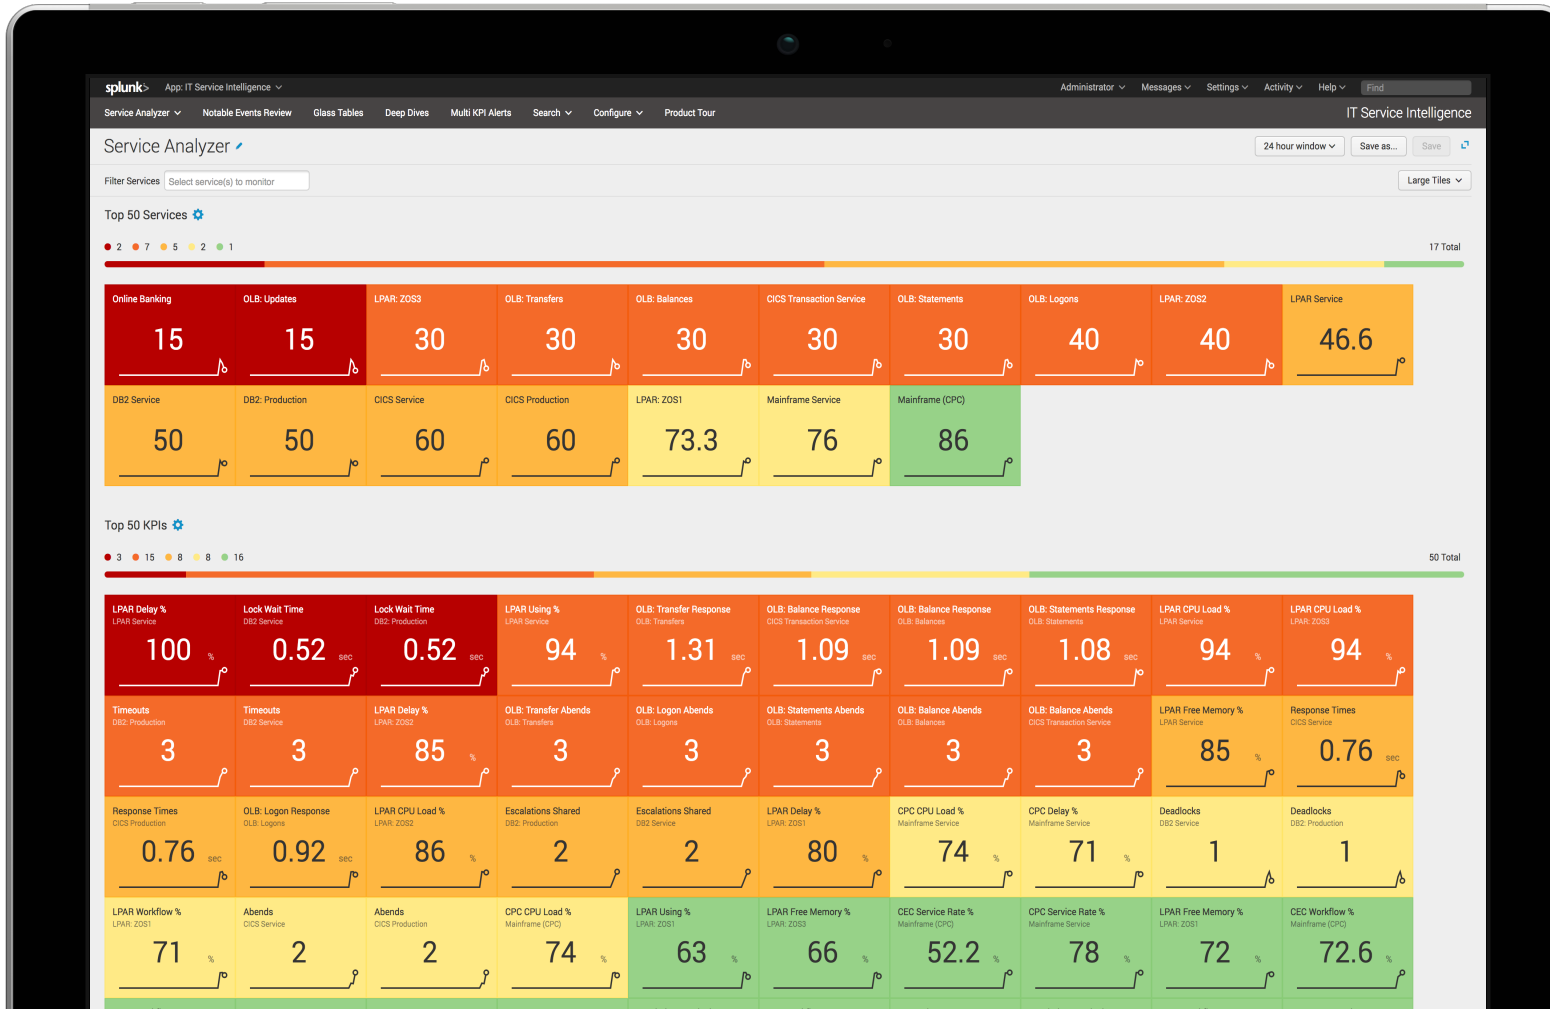 splunk> App: IT Service Intelligence Administrator Messages Settings Activity Help Find
Service Analyzer Notable Events Review Glass Tables Deep Dives Multi KPI Alerts Search Configure Product Tour IT Service Intelligence
Service Analyzer 24 hour window Save as... Save
Filter Services Select service(s) to monitor Large Tiles
Top 50 Services
2 7 5 2 1 17 Total
Online Banking OLB: Updates LPAR: ZOS3 OLB: Transfers OLB: Balances CICS Transaction Service OLB: Statements OLB: Logons LPAR: ZOS2 LPAR Service
15 15 30 30 30 30 30 40 40 46.6
DB2 Service DB2: Production CICS Service CICS Production LPAR: ZOS1 Mainframe Service Mainframe (CPC)
50 50 60 60 73.3 76 86
Top 50 KPIs
3 15 8 8 16 50 Total
LPAR Delay % Lock Wait Time Lock Wait Time LPAR Using % OLB: Transfer Response OLB: Balance Response OLB: Balance Response OLB: Statements Response LPAR CPU Load % LPAR CPU Load %
LPAR Service DB2 Service DB2: Production LPAR Service OLB: Transfers CICS Transaction Service OLB: Balances OLB: Statements LPAR Service LPAR: ZOS3
100 % 0.52 sec 0.52 sec 94 % 1.31 sec 1.09 sec 1.09 sec 1.08 sec 94 % 94 %
Timeouts Timeouts LPAR Delay % OLB: Transfer Abends OLB: Logon Abends OLB: Statements Abends OLB: Balance Abends OLB: Balance Abends LPAR Free Memory % Response Times
DB2: Production DB2 Service LPAR: ZOS2 OLB: Transfers OLB: Logons OLB: Statements OLB: Balances CICS Transaction Service LPAR Service CICS Service
3 3 85 % 3 3 3 3 3 85 % 0.76 sec
Response Times OLB: Logon Response LPAR CPU Load % Escalations Shared Escalations Shared LPAR Delay % CPC CPU Load % CPC Delay % Deadlocks Deadlocks
CICS Production OLB: Logons LPAR: ZOS2 DB2: Production DB2 Service LPAR: ZOS1 Mainframe Service Mainframe Service DB2 Service DB2: Production
0.76 sec 0.92 sec 86 % 2 2 80 % 74 % 71 % 1 1
LPAR Workflow % Abends Abends CPC CPU Load % LPAR Using % LPAR Free Memory % CEC Service Rate % CPC Service Rate % LPAR Free Memory % CEC Workflow %
LPAR: ZOS1 CICS Service CICS Production Mainframe (CPC) LPAR: ZOS1 LPAR: ZOS3 Mainframe (CPC) Mainframe Service LPAR: ZOS1 Mainframe (CPC)
71 % 2 2 74 % 63 % 66 % 52.2 % 78 % 72 % 72.6 %